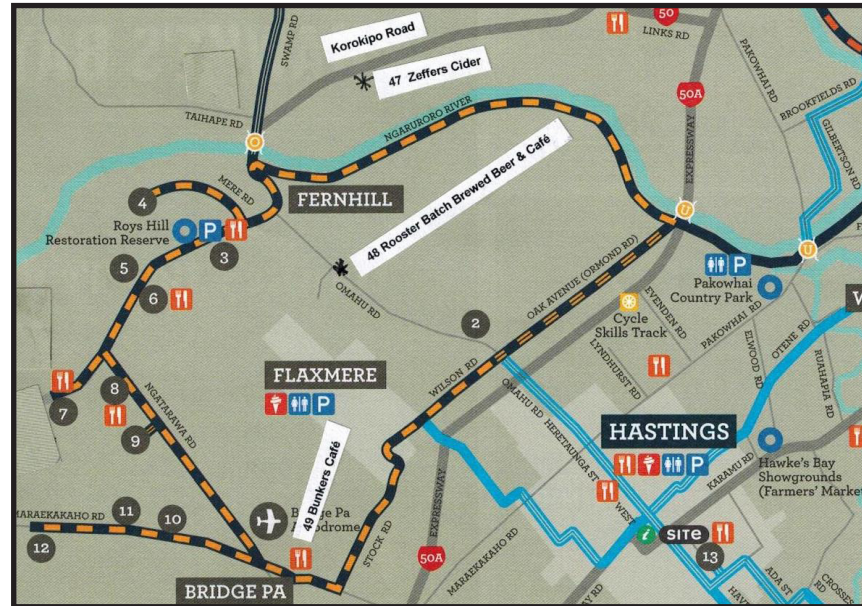 50
LINKS RD
SWAMP RD
Korokipo Road
47 Zeffers Cider
PAKOWHAI RD
50A
BROOKFIELDS RD
TAIHAPE RD
NGARURORO RIVER
EXPRESSWAY
GILBERTSON RD
O
MERE RD
4
FERNHILL
48 Rooster Batch Brewed Beer & Café
Roys Hill
Restoration Reserve
P
3
U
U
5
6
OMAHU RD
2
OAK AVENUE (ORMOND RD)
P
Pakowhai
Country Park
Cycle
Skills Track
EVENDEN RD
LYNDHURST RD
PAKOWHAI RD
ELWOOD RD
OTENE RD
RUAHAPIA RD
7
8
9
NGATARAWA RD
FLAXMERE
P
WILSON RD
OMAHU RD
HERETAUNGA ST WEST
HASTINGS
P
KARAMU RD
Hawke's Bay
Showgrounds
(Farmers' Market
49 Bunkers Café
EXPRESSWAY
STOCK RD
MARAEKAKAHO RD
12
11
10
50A
MARAEKAKAHO RD
i SITE
13
ADA ST
BRIDGE PA